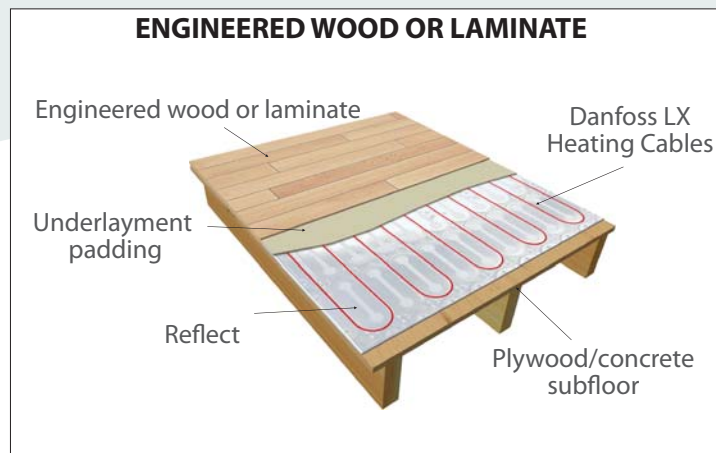 ENGINEERED WOOD OR LAMINATE
Engineered wood or laminate
Danfoss LX
Heating Cables
Underlayment
padding
Reflect
Plywood/concrete
subfloor